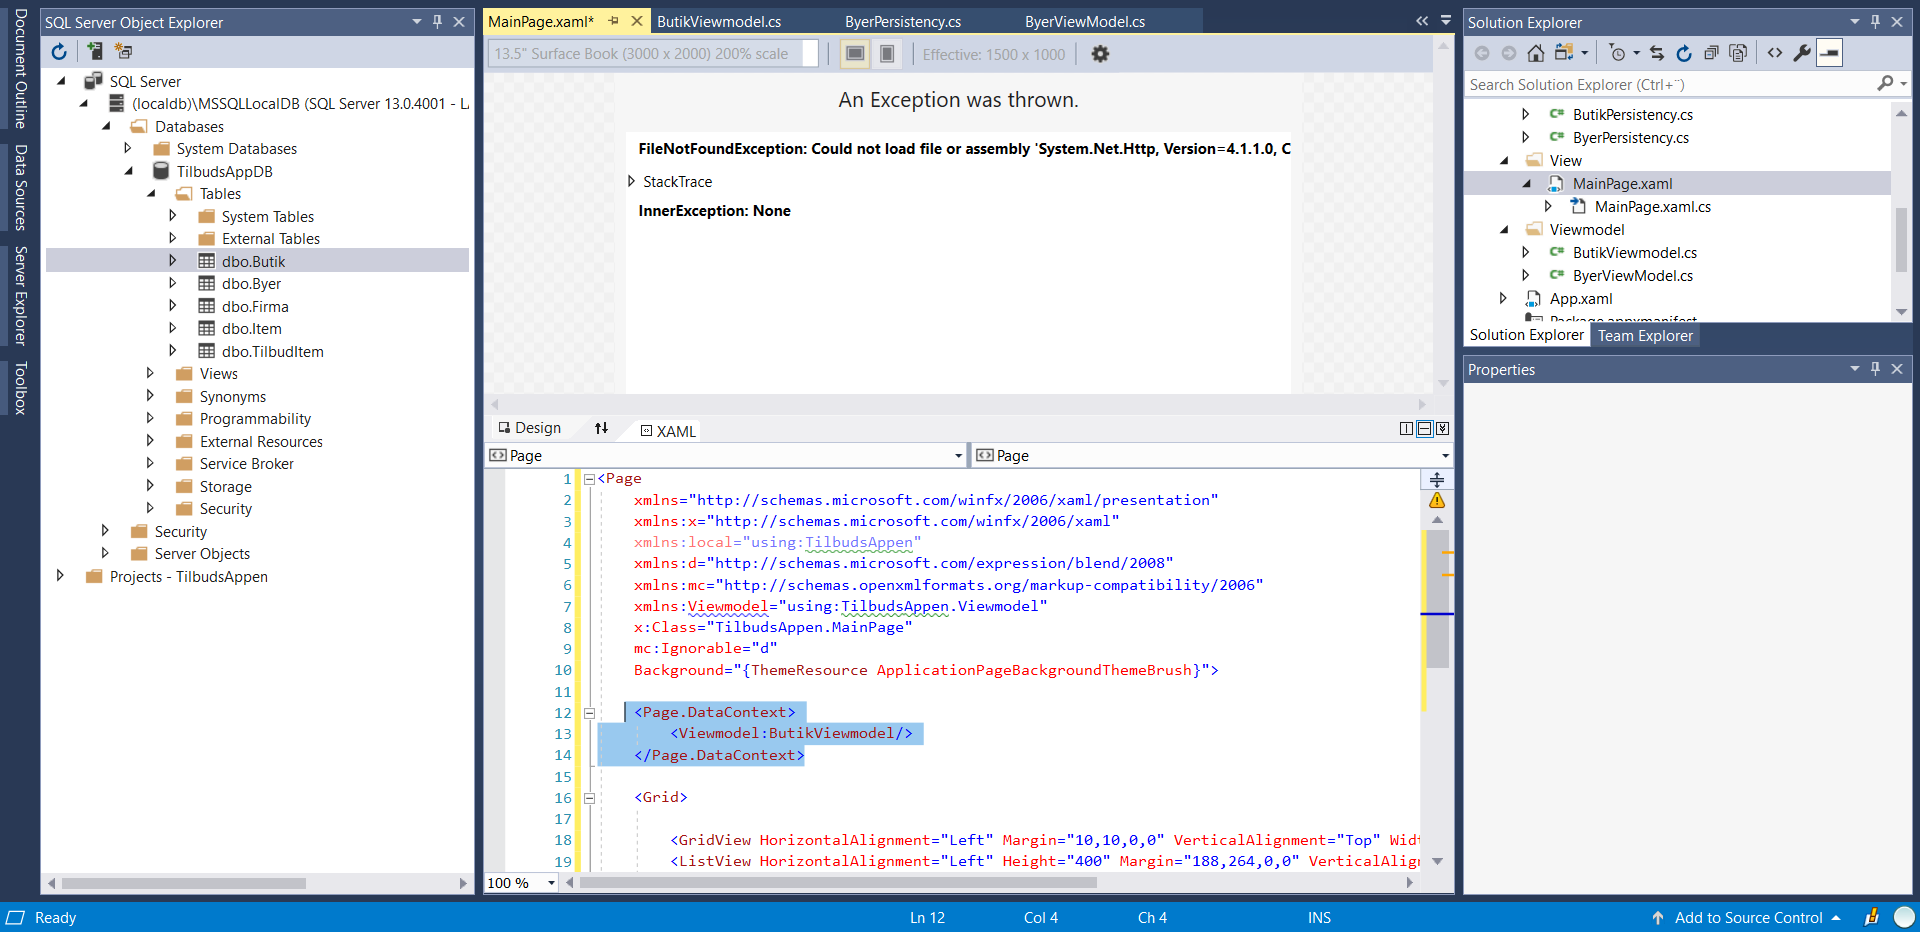 Document Outline
Data Sources
Server Explorer
Toolbox
SQL Server Object Explorer
SQL Server
(localdb)\MSSQLLocalDB (SQL Server 13.0.4001 - L
Databases
System Databases
TilbudsAppDB
Tables
System Tables
External Tables
dbo.Butik
dbo.Byer
dbo.Firma
dbo.Item
dbo.TilbudItem
Views
Synonyms
Programmability
External Resources
Service Broker
Storage
Security
Security
Server Objects
Projects - TilbudsAppen
MainPage.xaml* ButikViewmodel.cs ByerPersistency.cs ByerViewModel.cs
13.5" Surface Book (3000 x 2000) 200% scale Effective: 1500 x 1000
An Exception was thrown.
FileNotFoundException: Could not load file or assembly 'System.Net.Http, Version=4.1.1.0, C
StackTrace
InnerException: None
Design XAML
Page Page
1 <Page
2 xmlns="http://schemas.microsoft.com/winfx/2006/xaml/presentation"
3 xmlns:x="http://schemas.microsoft.com/winfx/2006/xaml"
4 xmlns:local="using:TilbudsAppen"
5 xmlns:d="http://schemas.microsoft.com/expression/blend/2008"
6 xmlns:mc="http://schemas.openxmlformats.org/markup-compatibility/2006"
7 xmlns:Viewmodel="using:TilbudsAppen.Viewmodel"
8 x:Class="TilbudsAppen.MainPage"
9 mc:Ignorable="d"
10 Background="{ThemeResource ApplicationPageBackgroundThemeBrush}">
11
12 <Page.DataContext>
13 <Viewmodel:ButikViewmodel/>
14 </Page.DataContext>
15
16 <Grid>
17
18 <GridView HorizontalAlignment="Left" Margin="10,10,0,0" VerticalAlignment="Top" Widt
19 <ListView HorizontalAlignment="Left" Height="400" Margin="188,264,0,0" VerticalAlign
100 %
Solution Explorer
Search Solution Explorer (Ctrl+¨)
ButikPersistency.cs
ByerPersistency.cs
View
MainPage.xaml
MainPage.xaml.cs
Viewmodel
ButikViewmodel.cs
ByerViewModel.cs
App.xaml
Package.appxmanifest
Solution Explorer Team Explorer
Properties
Ready Ln 12 Col 4 Ch 4 INS Add to Source Control